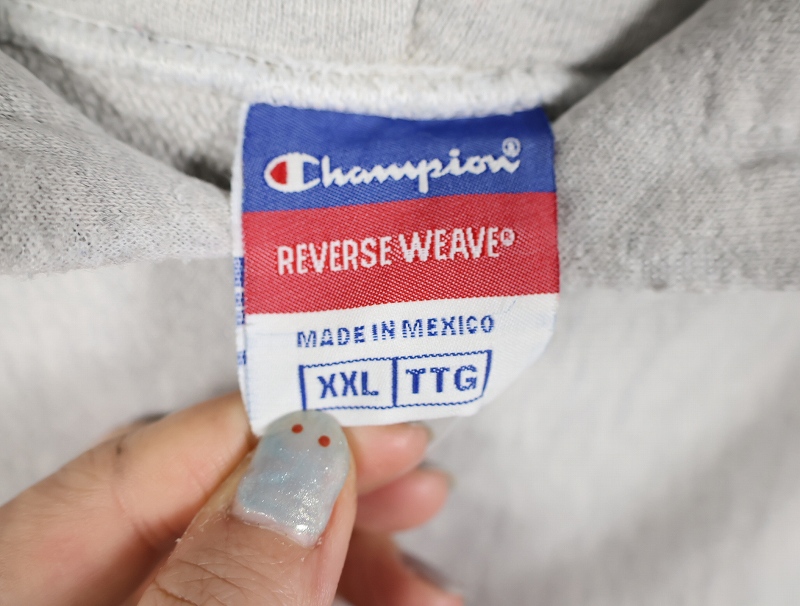 Champion®
REVERSE WEAVE®
MADE IN MEXICO
XXL TTG